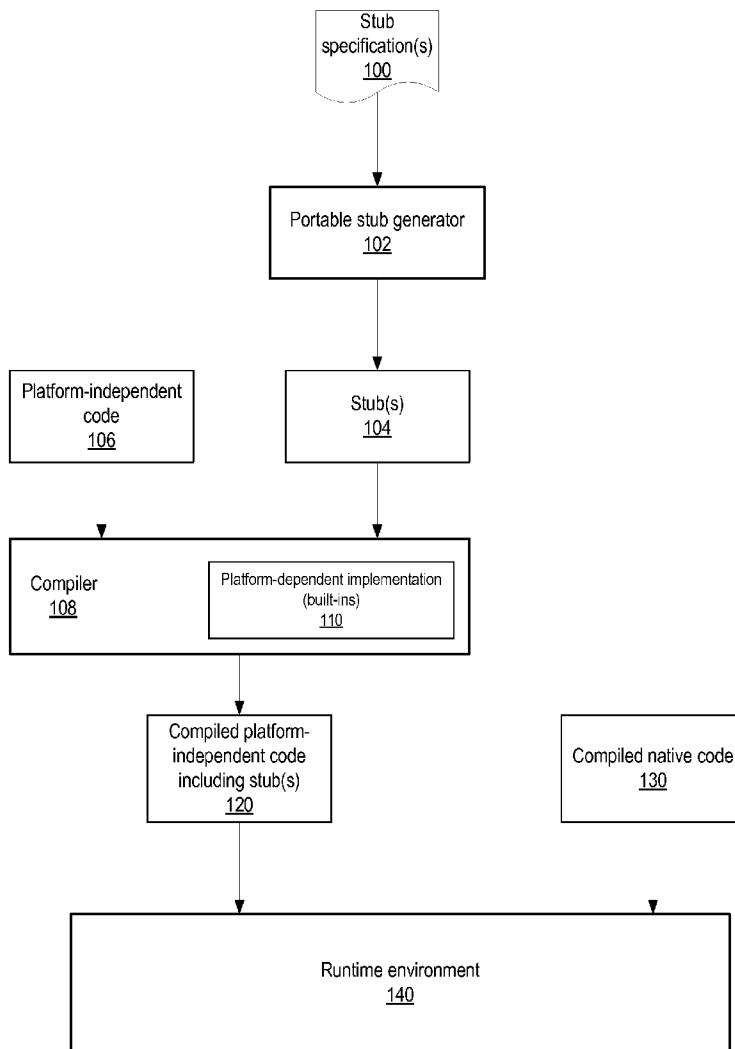 Stub
specification(s)
100
Portable stub generator
102
Platform-independent
code
106
Stub(s)
104
Compiler
108
Platform-dependent implementation
(built-ins)
110
Compiled platform-
independent code
including stub(s)
120
Compiled native code
130
Runtime environment
140